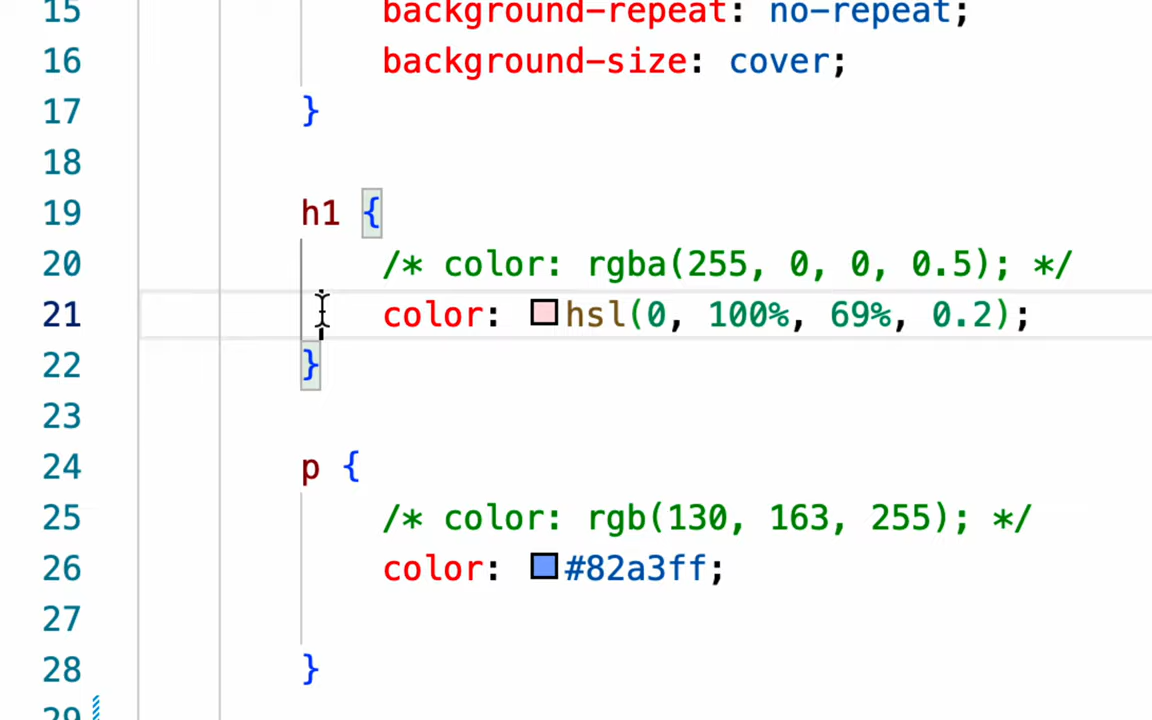 15 background-repeat: no-repeat;
16 background-size: cover;
17 }
18
19 h1 {
20 /* color: rgba(255, 0, 0, 0.5); */
21 color: hsl(0, 100%, 69%, 0.2);
22 }
23
24 p {
25 /* color: rgb(130, 163, 255); */
26 color: #82a3ff;
27
28 }
29